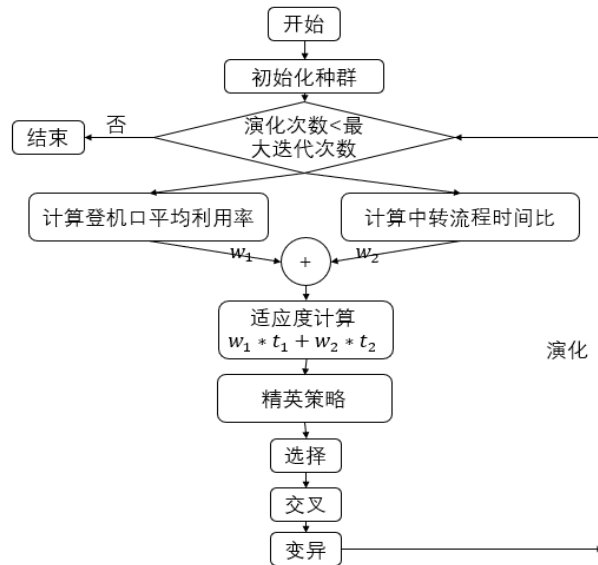 开始
初始化种群
否
结束
演化次数<最
大迭代次数
计算登机口平均利用率
计算中转流程时间比
w₁
+
w₂
适应度计算
w₁ * t₁ + w₂ * t₂
演化
精英策略
选择
交叉
变异